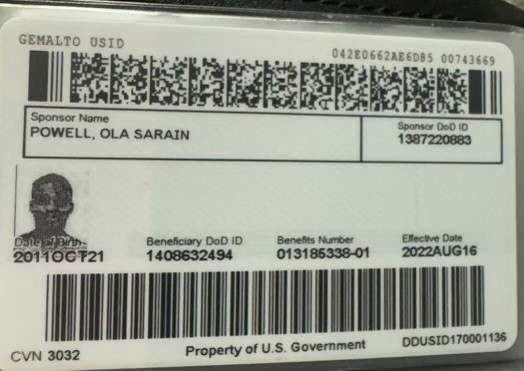 GEMALTO USID
042E0662AE6DB5 00743669
Sponsor Name
POWELL, OLA SARAIN
Sponsor DoD ID
1387220883
Date of Birth
2011OCT21
Beneficiary DoD ID
1408632494
Benefits Number
013185338-01
Effective Date
2022AUG16
CVN 3032
Property of U.S. Government
DDUSID170001136